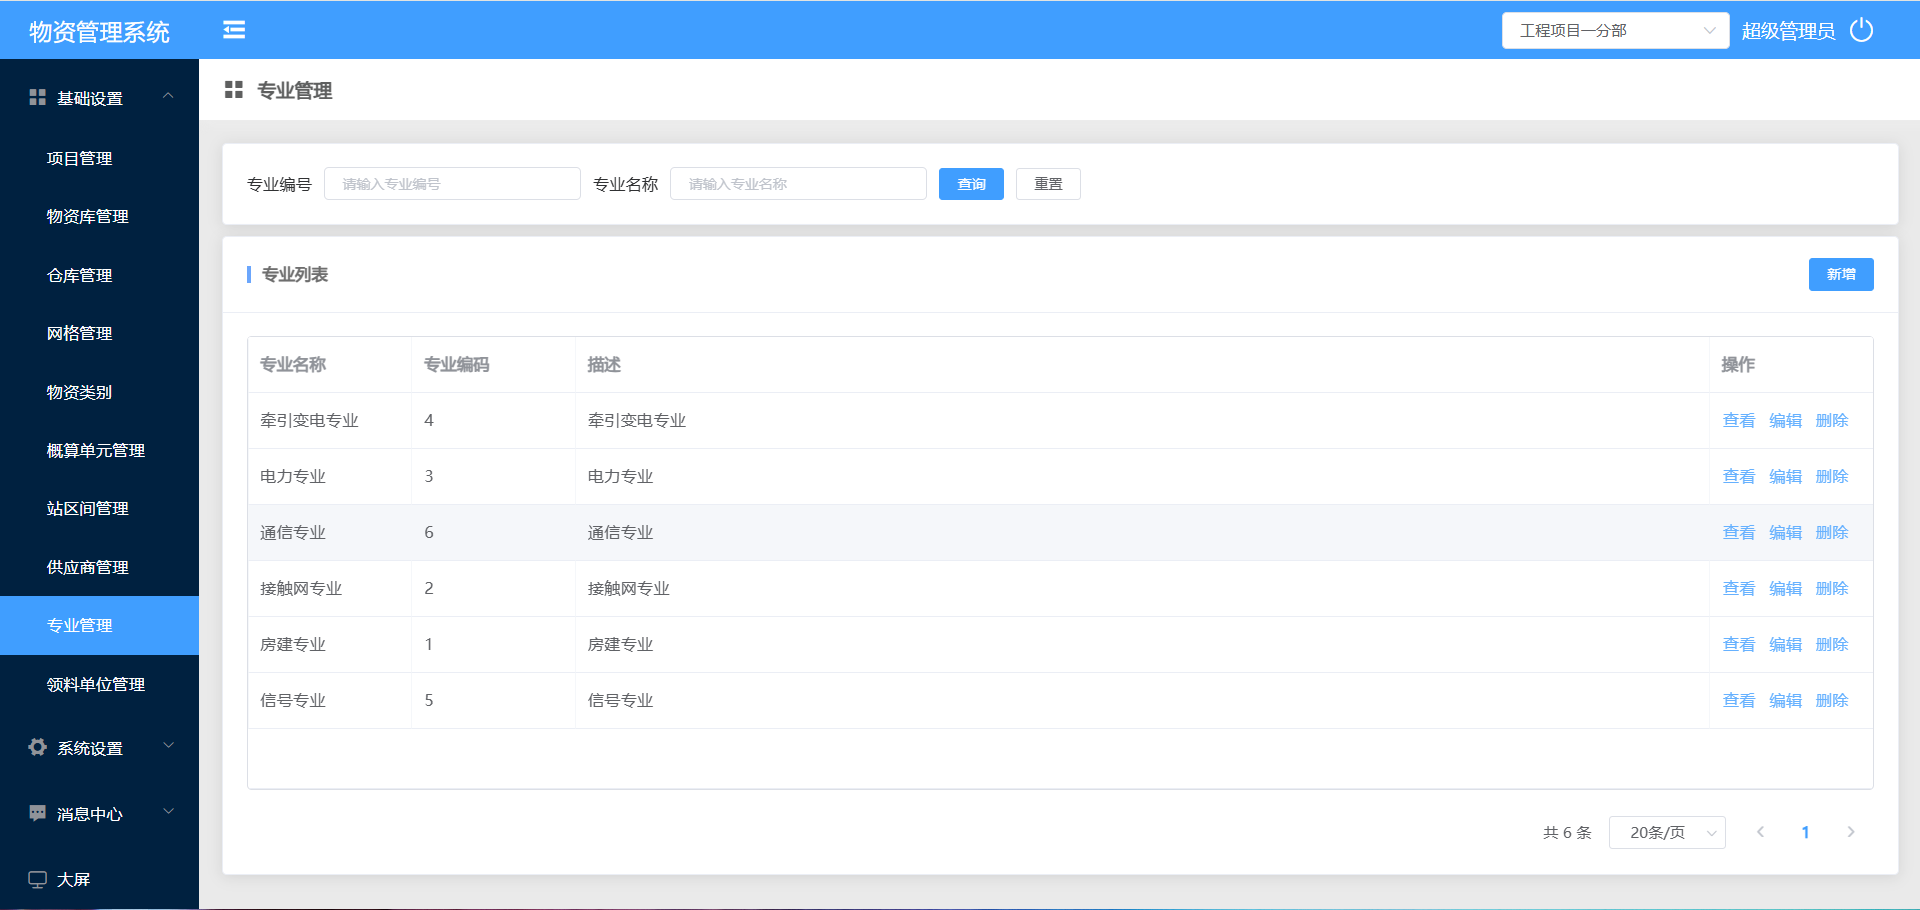 物资管理系统
工程项目一分部
超级管理员
基础设置
项目管理
物资库管理
仓库管理
网格管理
物资类别
概算单元管理
站区间管理
供应商管理
专业管理
领料单位管理
系统设置
消息中心
大屏
专业管理
专业编号 请输入专业编号 专业名称 请输入专业名称 查询 重置
专业列表 新增
专业名称 专业编码 描述 操作
牵引变电专业 4 牵引变电专业 查看 编辑 删除
电力专业 3 电力专业 查看 编辑 删除
通信专业 6 通信专业 查看 编辑 删除
接触网专业 2 接触网专业 查看 编辑 删除
房建专业 1 房建专业 查看 编辑 删除
信号专业 5 信号专业 查看 编辑 删除
共 6 条 20条/页 1